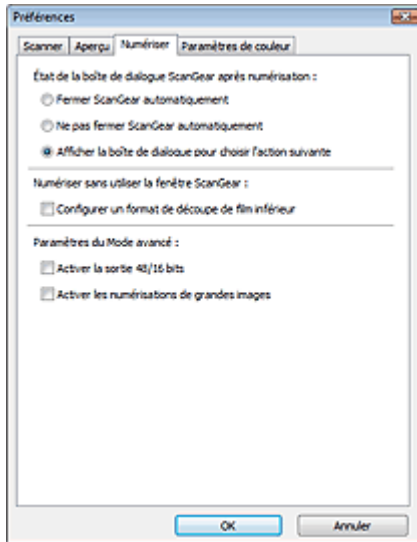 Préférences
Scanner Aperçu Numériser Paramètres de couleur
État de la boîte de dialogue ScanGear après numérisation :
Fermer ScanGear automatiquement
Ne pas fermer ScanGear automatiquement
Afficher la boîte de dialogue pour choisir l'action suivante
Numériser sans utiliser la fenêtre ScanGear :
Configurer un format de découpe de film inférieur
Paramètres du Mode avancé :
Activer la sortie 48/16 bits
Activer les numérisations de grandes images
OK Annuler